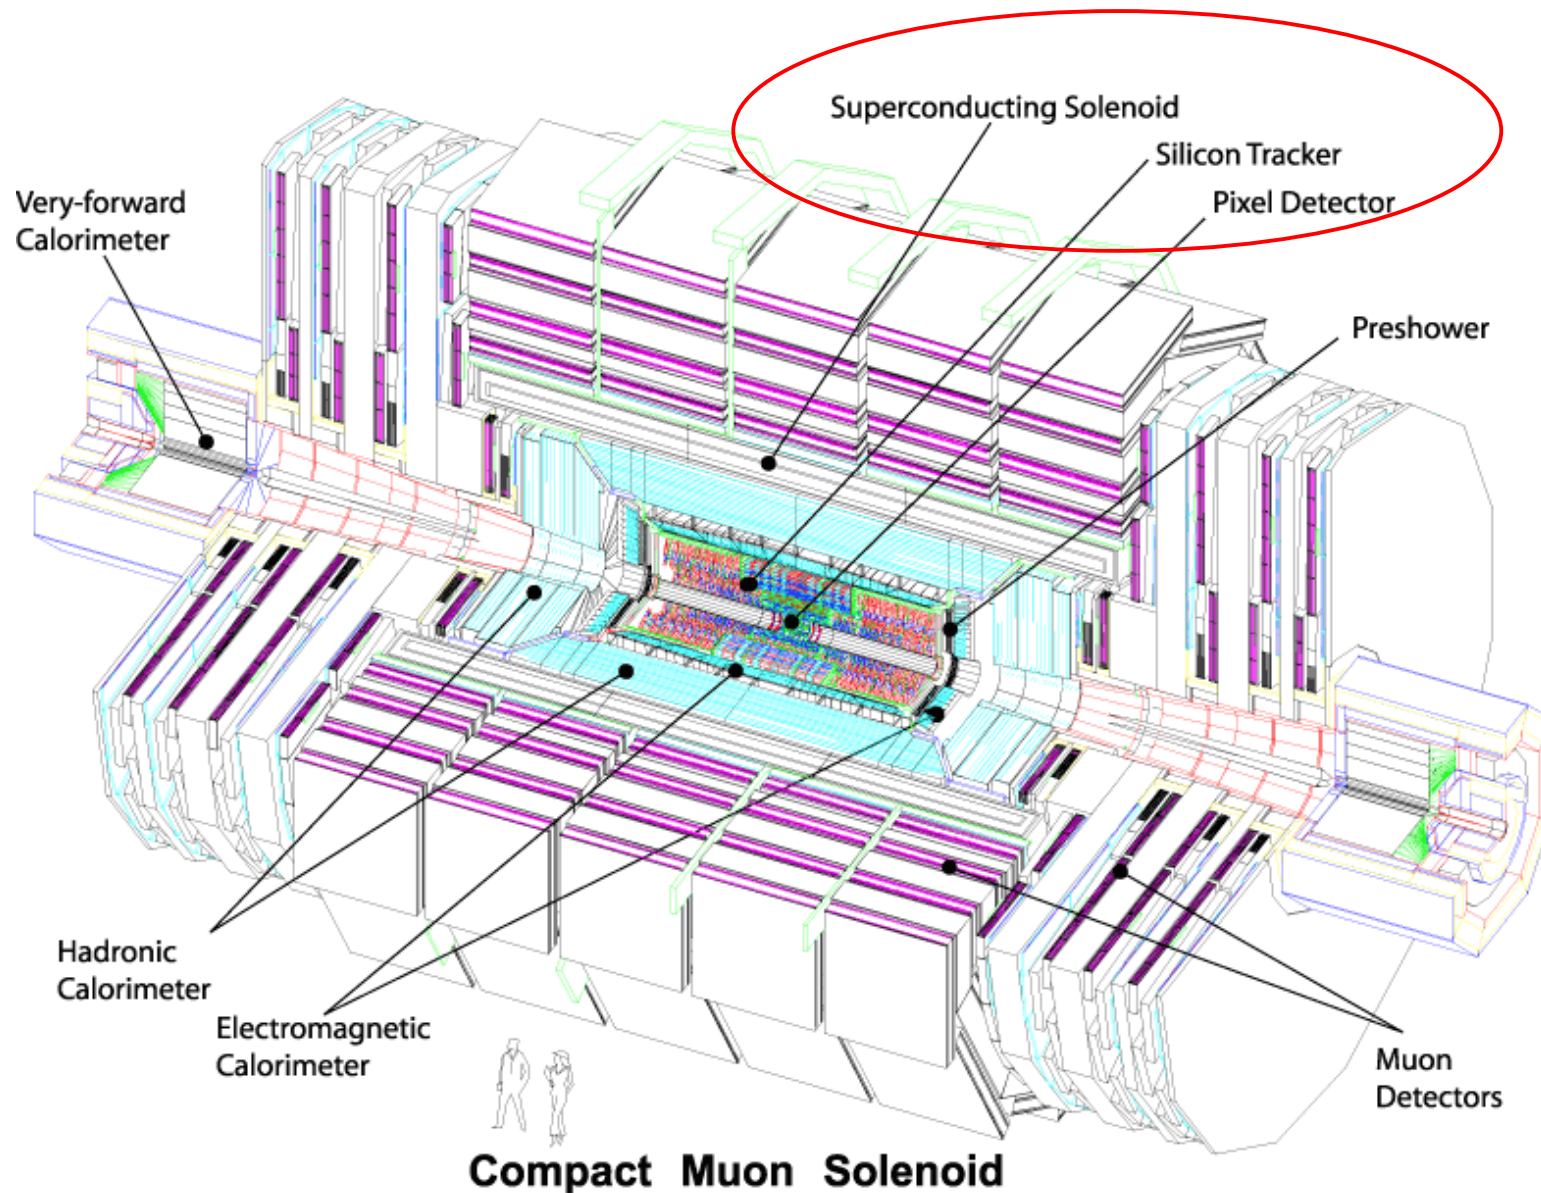 Superconducting Solenoid
Silicon Tracker
Pixel Detector
Very-forward
Calorimeter
Preshower
Hadronic
Calorimeter
Electromagnetic
Calorimeter
Muon
Detectors
Compact Muon Solenoid